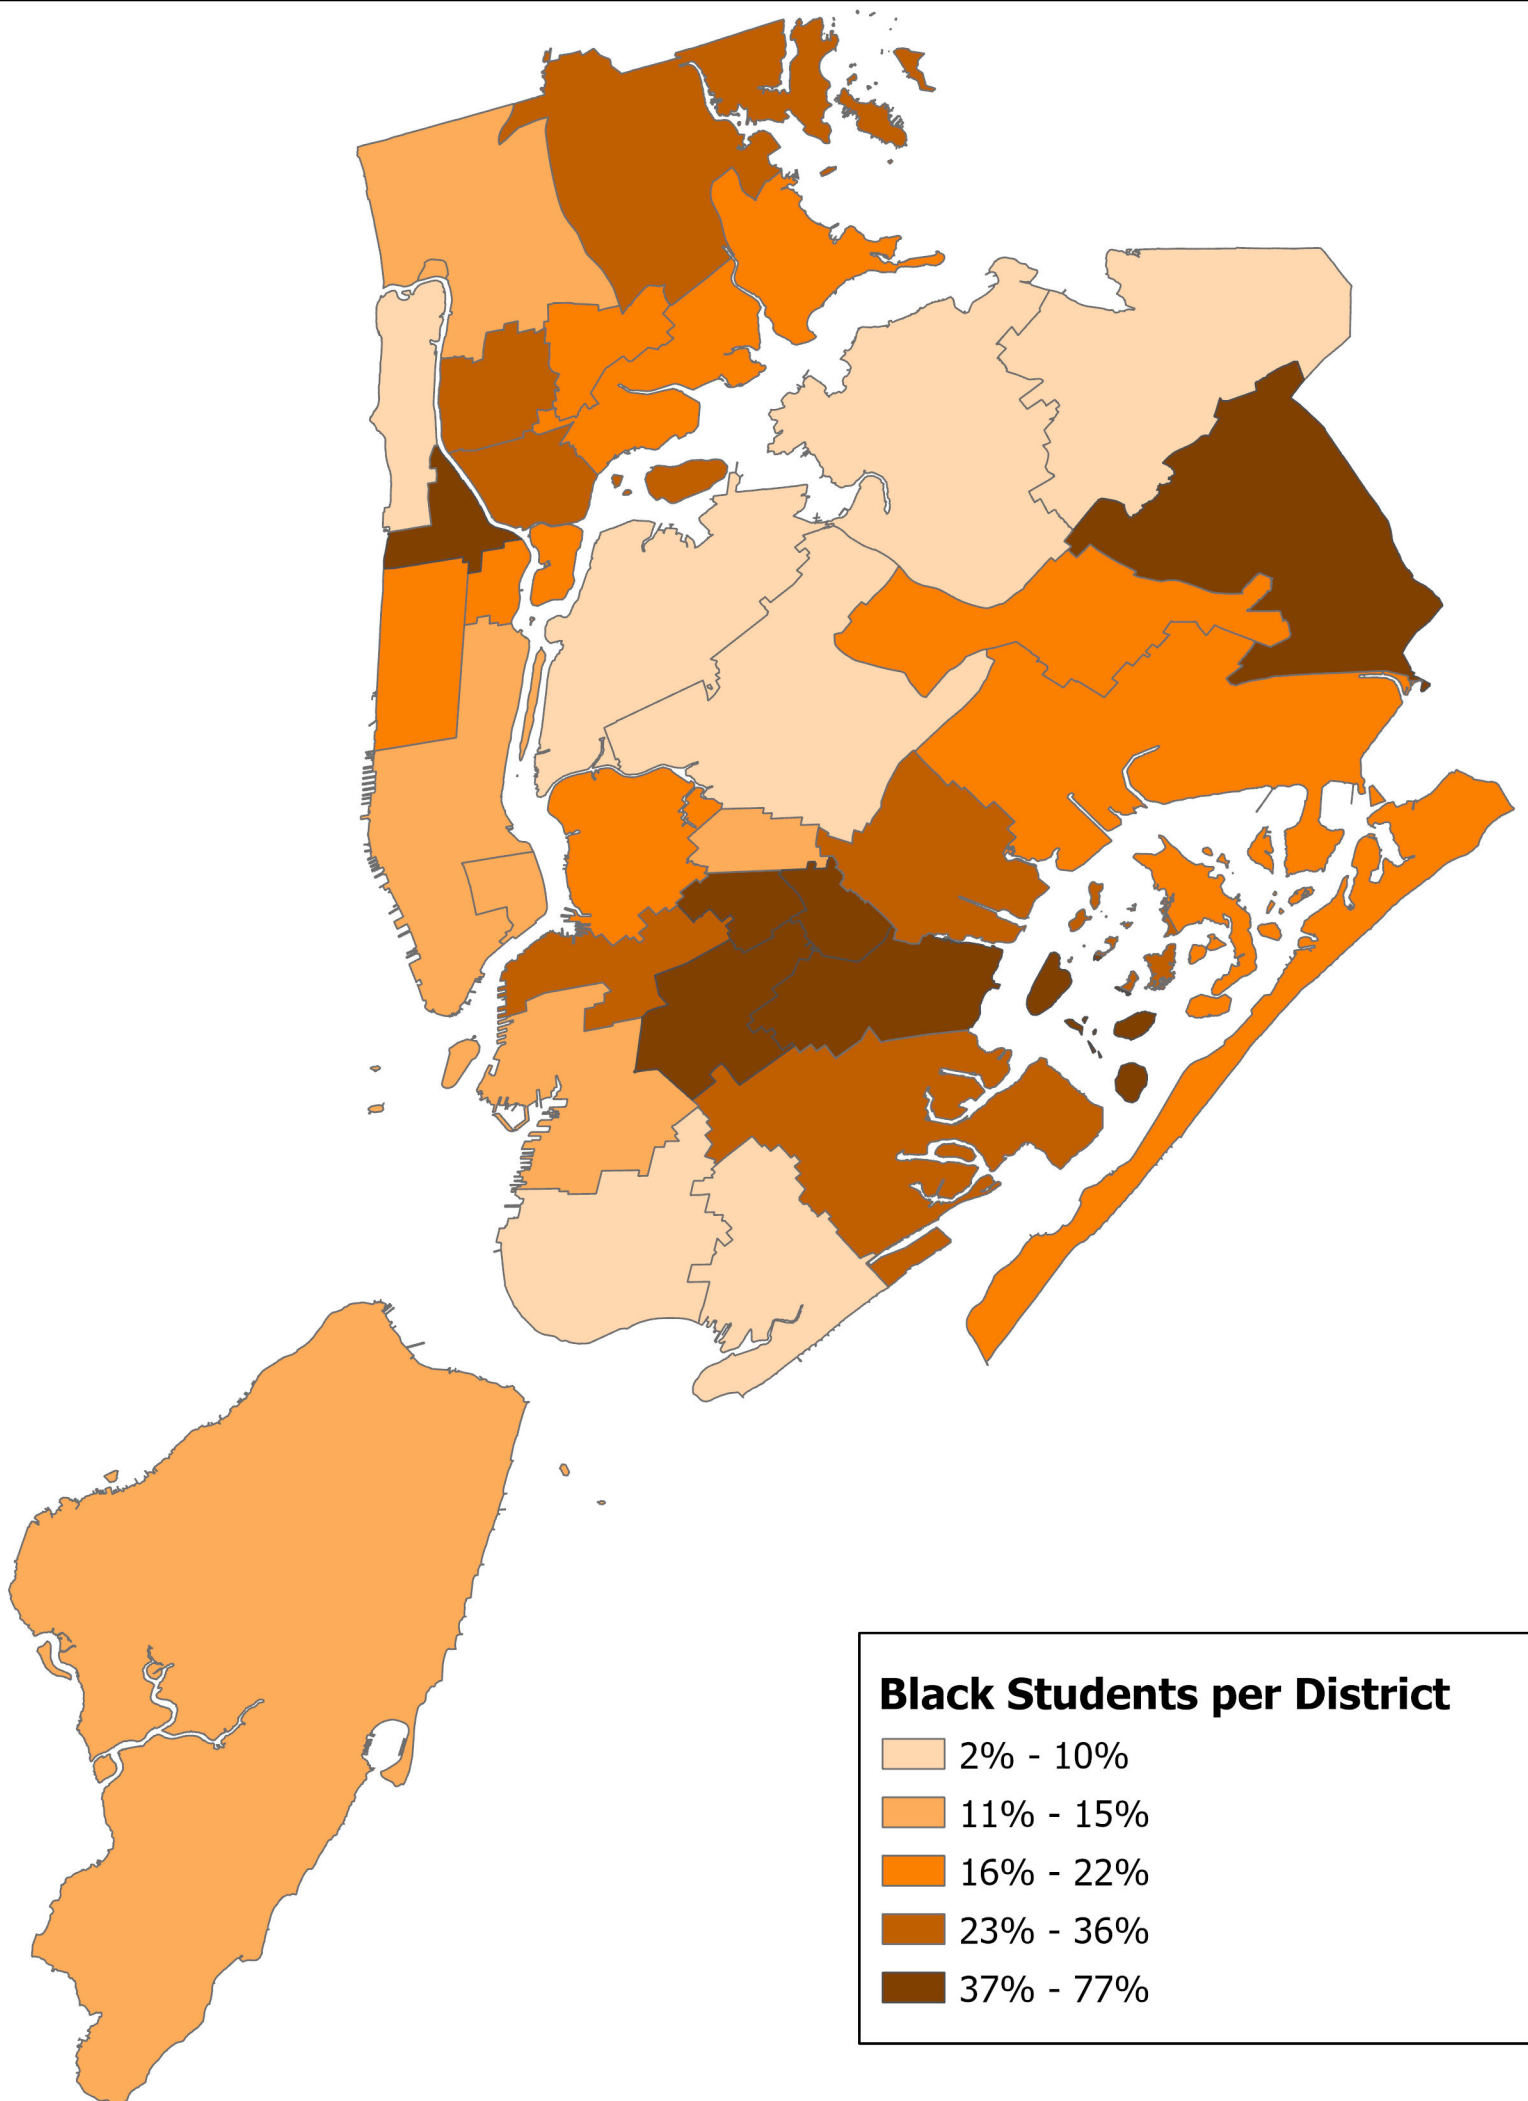 Black Students per District
2% - 10%
11% - 15%
16% - 22%
23% - 36%
37% - 77%